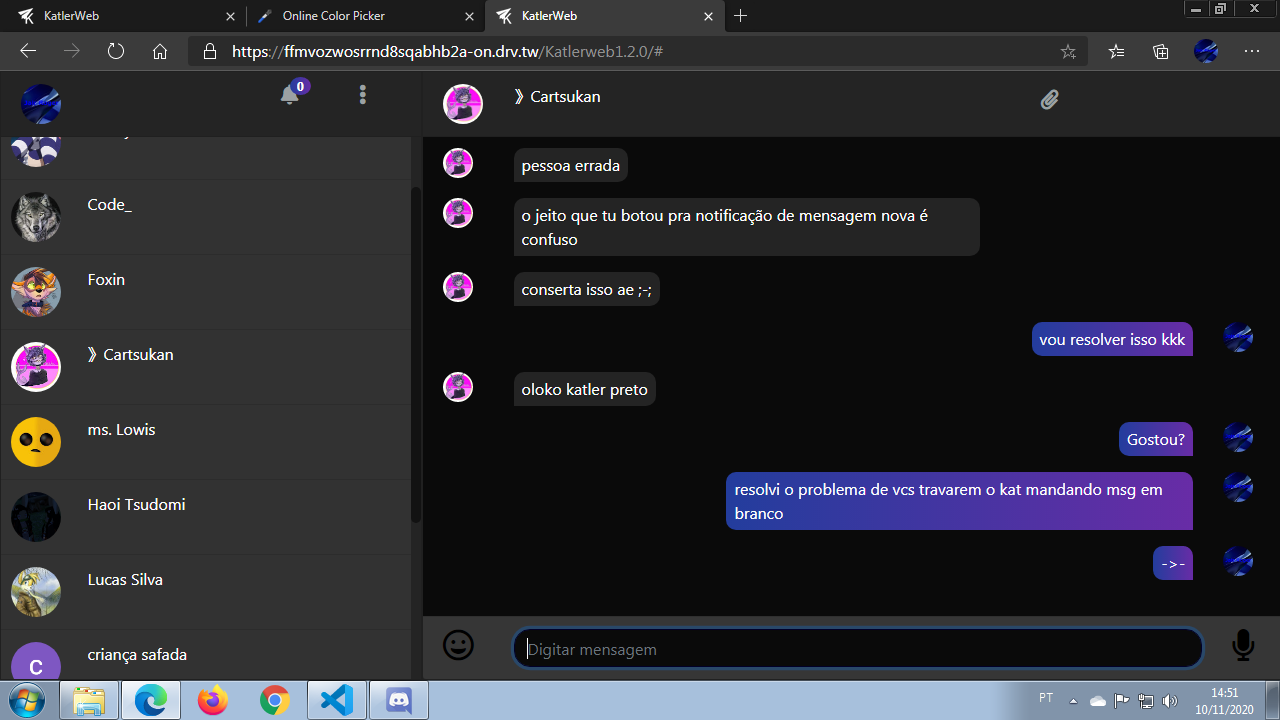 KatlerWeb
Online Color Picker
KatlerWeb
https://ffmvozwosrrnd8sqabhb2a-on.drv.tw/Katlerweb1.2.0/#
0
》Cartsukan
pessoa errada
o jeito que tu botou pra notificação de mensagem nova é
confuso
conserta isso ae ;-;
vou resolver isso kkk
oloko katler preto
Gostou?
resolvi o problema de vcs travarem o kat mandando msg em
branco
->-
Digitar mensagem
Code_
Foxin
》Cartsukan
ms. Lowis
Haoi Tsudomi
Lucas Silva
C
criança safada
PT
14:51
10/11/2020